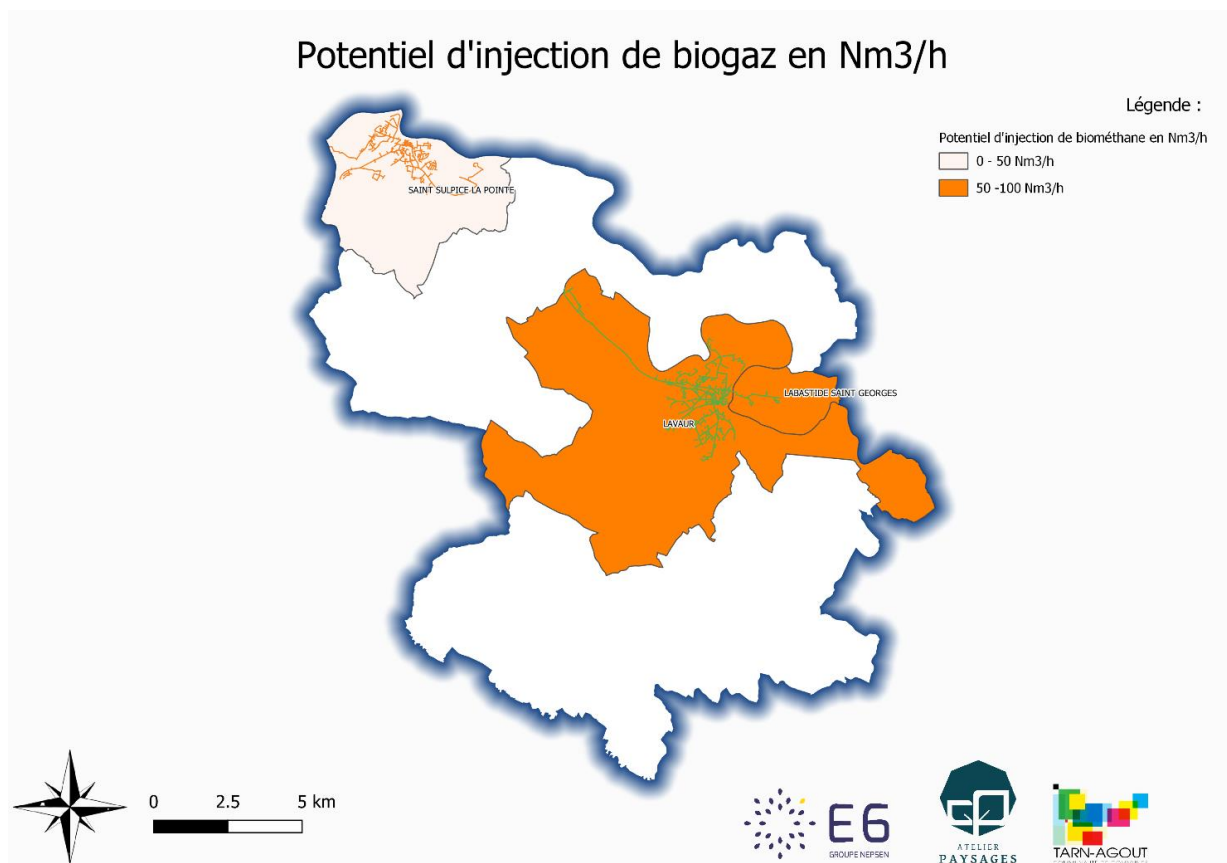 Potentiel d'injection de biogaz en Nm3/h
Légende :
Potentiel d'injection de biométhane en Nm3/h
0 - 50 Nm3/h
50 -100 Nm3/h
SAINT SULPICE LA POINTE
LABASTIDE SAINT GEORGES
LAVAUR
0 2.5 5 km
E6
GROUPE NEPSEN
ATELIER
PAYSAGES
TARN-AGOUT